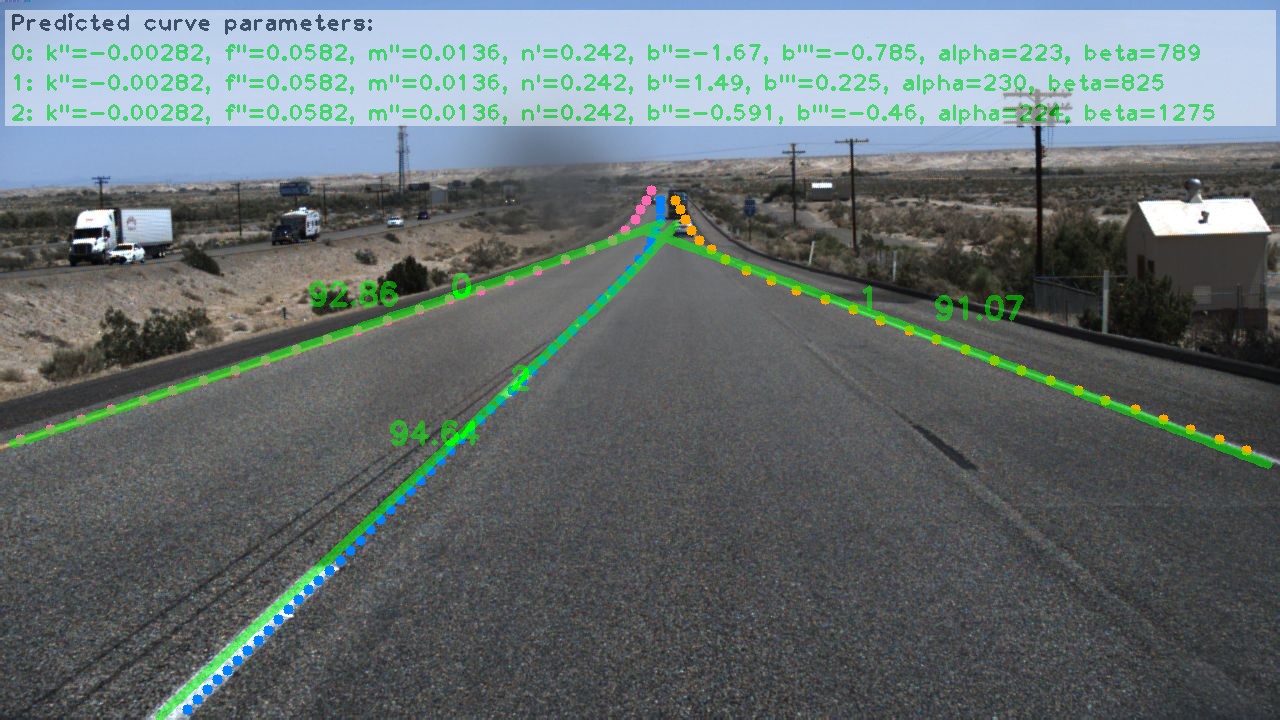 Predicted curve parameters:
0: k''=-0.00282, f''=0.0582, m''=0.0136, n'=0.242, b''=-1.67, b'''=-0.785, alpha=223, beta=789
1: k''=-0.00282, f''=0.0582, m''=0.0136, n'=0.242, b''=1.49, b'''=0.225, alpha=230, beta=825
2: k''=-0.00282, f''=0.0582, m''=0.0136, n'=0.242, b''=-0.591, b'''=-0.46, alpha=224, beta=1275
92.86 0 1 91.07
2
94.64